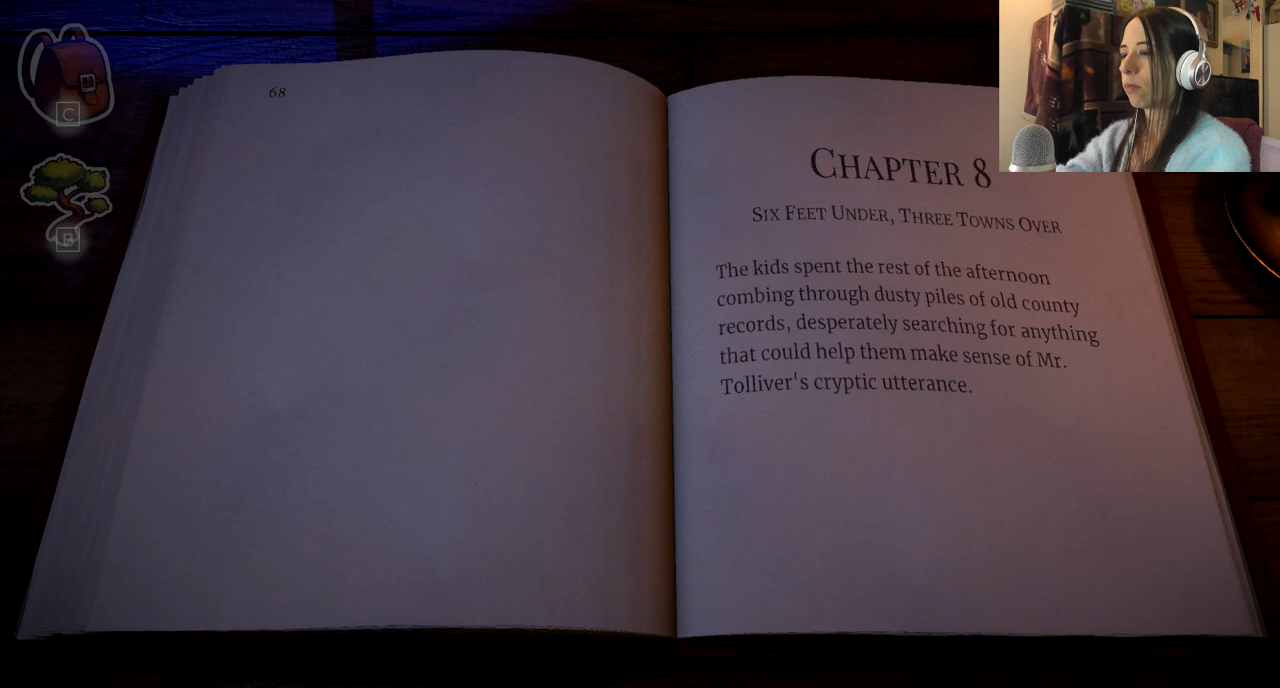 C
B
68
CHAPTER 8
SIX FEET UNDER, THREE TOWNS OVER
The kids spent the rest of the afternoon
combing through dusty piles of old county
records, desperately searching for anything
that could help them make sense of Mr.
Tolliver's cryptic utterance.